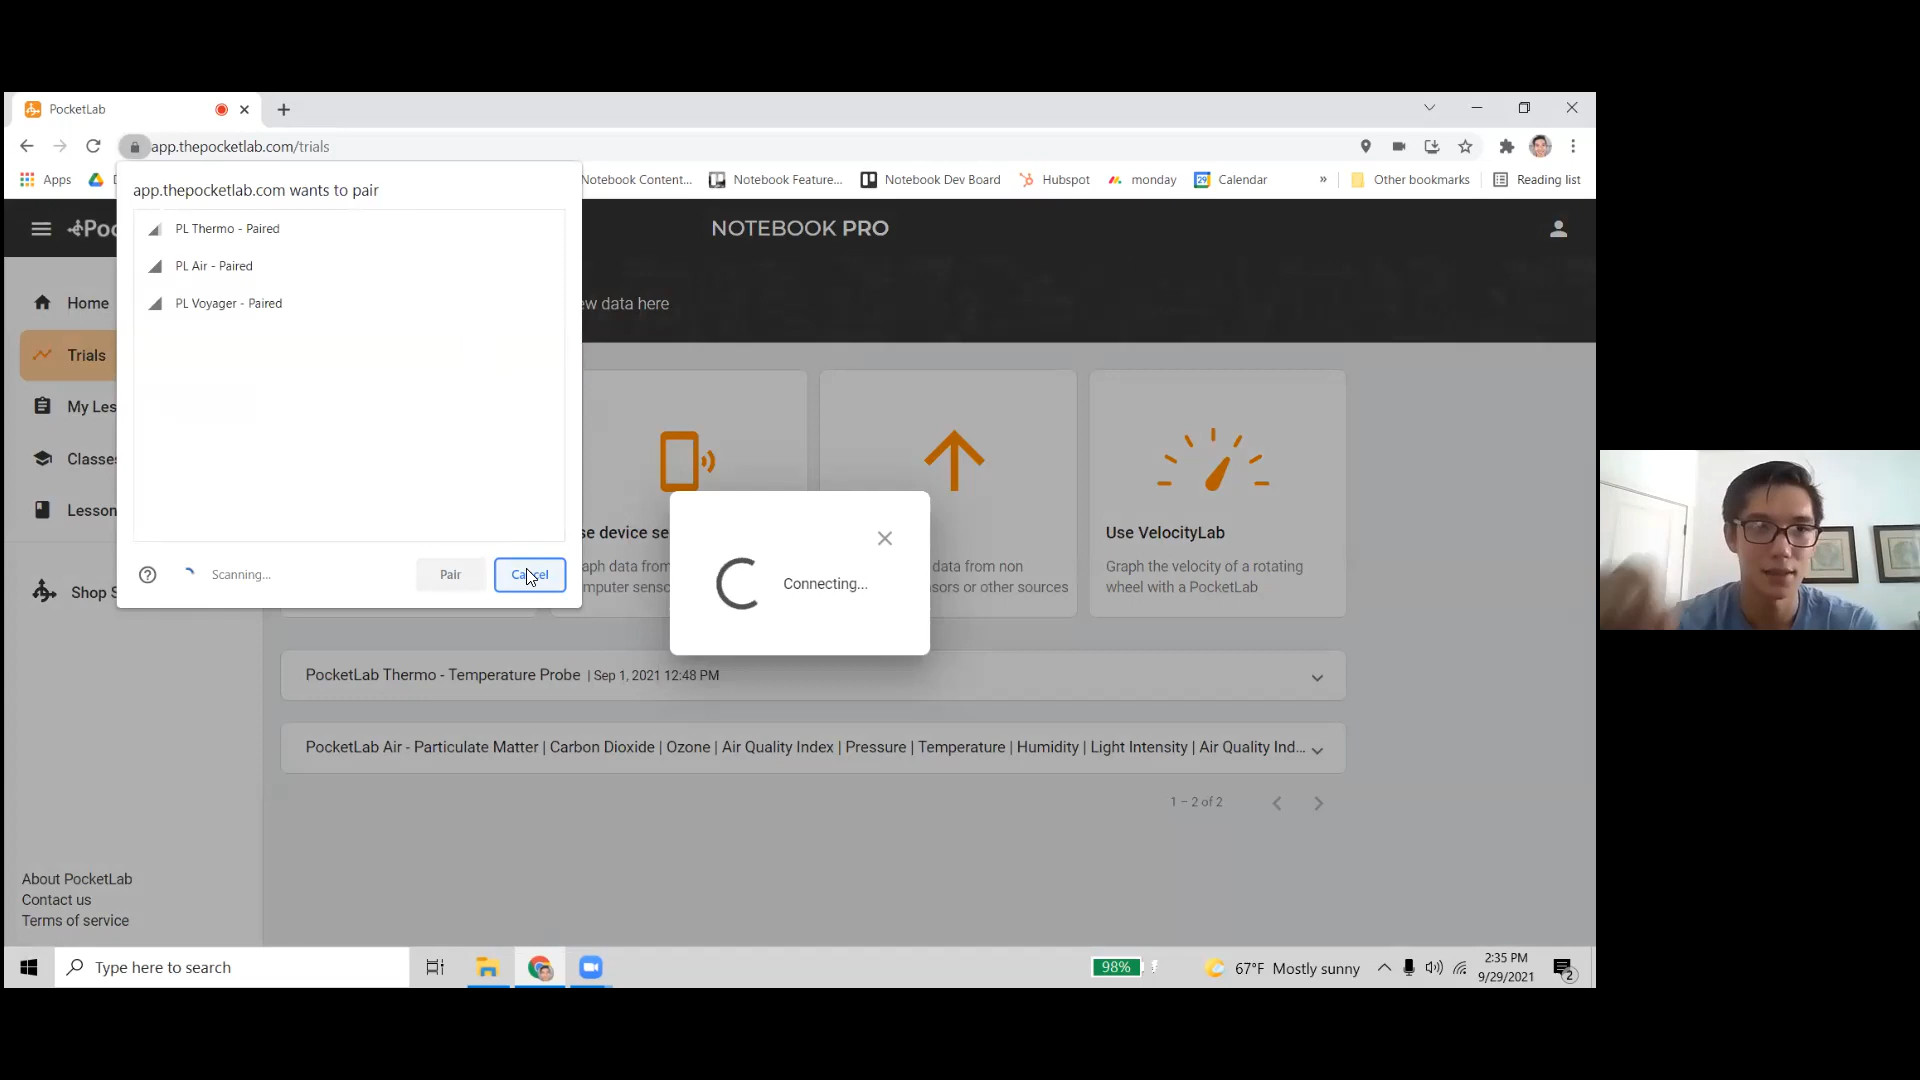 PocketLab
app.thepocketlab.com/trials
Apps
Notebook Content...
Notebook Feature...
Notebook Dev Board
Hubspot
monday
Calendar
»
Other bookmarks
Reading list
app.thepocketlab.com wants to pair
PL Thermo - Paired
PL Air - Paired
PL Voyager - Paired
Scanning...
Pair
Cancel
NOTEBOOK PRO
ew data here
Home
Trials
My Les
Classes
Lesson
Shop S
se device se
aph data from
mputer senso
data from non
sors or other sources
Use VelocityLab
Graph the velocity of a rotating
wheel with a PocketLab
Connecting...
PocketLab Thermo - Temperature Probe | Sep 1, 2021 12:48 PM
PocketLab Air - Particulate Matter | Carbon Dioxide | Ozone | Air Quality Index | Pressure | Temperature | Humidity | Light Intensity | Air Quality Ind...
1 – 2 of 2
About PocketLab
Contact us
Terms of service
Type here to search
98%
67°F Mostly sunny
2:35 PM
9/29/2021
2